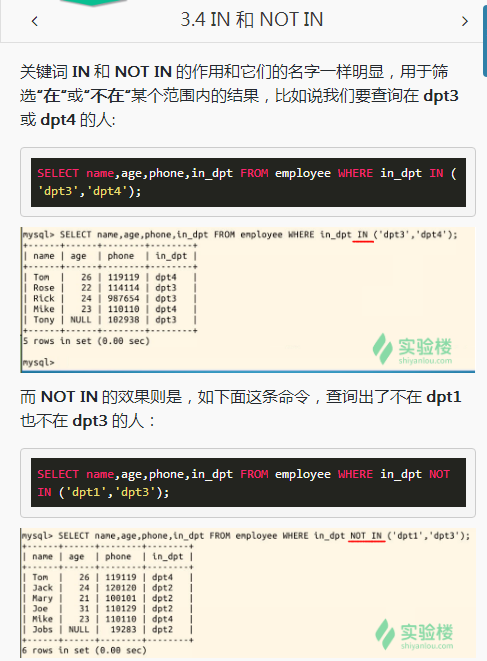 3.4 IN 和 NOT IN
关键词 IN 和 NOT IN 的作用和它们的名字一样明显，用于筛
选“在”或“不在”某个范围内的结果，比如说我们要查询在 dpt3
或 dpt4 的人:
SELECT name,age,phone,in_dpt FROM employee WHERE in_dpt IN (
'dpt3','dpt4');
mysql> SELECT name,age,phone,in_dpt FROM employee WHERE in_dpt IN ('dpt3','dpt4');
+------+------+--------+--------+
| name | age  | phone  | in_dpt |
+------+------+--------+--------+
| Tom  |   26 | 119119 | dpt4   |
| Rose |   22 | 114114 | dpt3   |
| Rick |   24 | 987654 | dpt3   |
| Mike |   23 | 110110 | dpt4   |
| Tony | NULL | 102938 | dpt3   |
+------+------+--------+--------+
5 rows in set (0.00 sec)
mysql>
实验楼
shiyanlou.com
而 NOT IN 的效果则是，如下面这条命令，查询出了不在 dpt1
也不在 dpt3 的人：
SELECT name,age,phone,in_dpt FROM employee WHERE in_dpt NOT
IN ('dpt1','dpt3');
mysql> SELECT name,age,phone,in_dpt FROM employee WHERE in_dpt NOT IN ('dpt1','dpt3');
+------+------+--------+--------+
| name | age  | phone  | in_dpt |
+------+------+--------+--------+
| Tom  |   26 | 119119 | dpt4   |
| Jack |   24 | 120120 | dpt2   |
| Mary |   21 | 100101 | dpt2   |
| Joe  |   31 | 110129 | dpt2   |
| Mike |   23 | 110110 | dpt4   |
| Jobs | NULL |  19283 | dpt2   |
+------+------+--------+--------+
6 rows in set (0.00 sec)
实验楼
shiyanlou.com